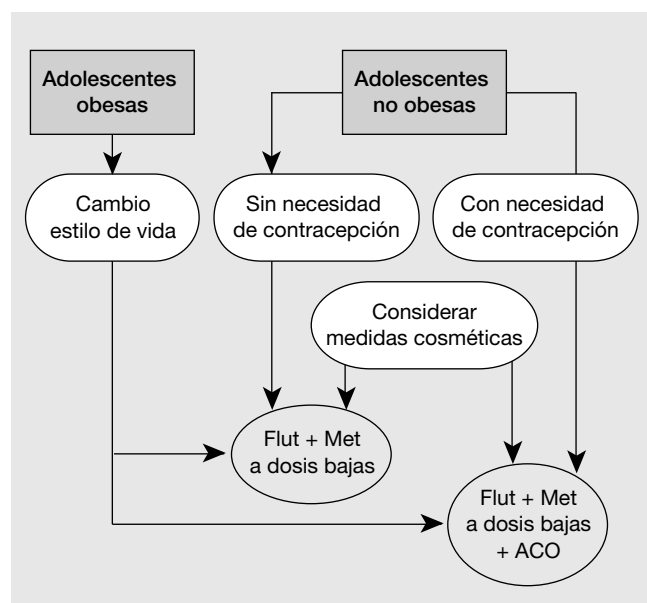 Adolescentes
obesas
Adolescentes
no obesas
Cambio
estilo de vida
Sin necesidad
de contracepción
Con necesidad
de contracepción
Considerar
medidas cosméticas
Flut + Met
a dosis bajas
Flut + Met
a dosis bajas
+ ACO